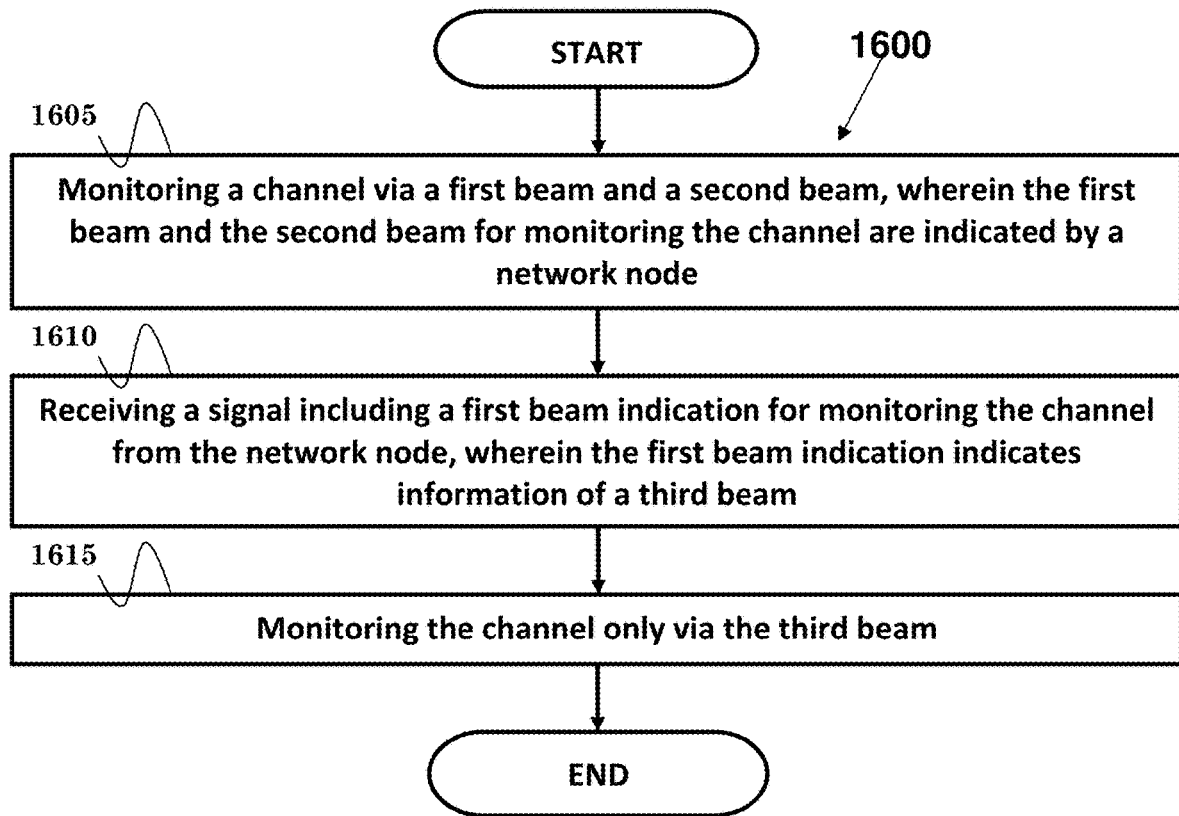 START
1600
1605
Monitoring a channel via a first beam and a second beam, wherein the first
beam and the second beam for monitoring the channel are indicated by a
network node
1610
Receiving a signal including a first beam indication for monitoring the channel
from the network node, wherein the first beam indication indicates
information of a third beam
1615
Monitoring the channel only via the third beam
END